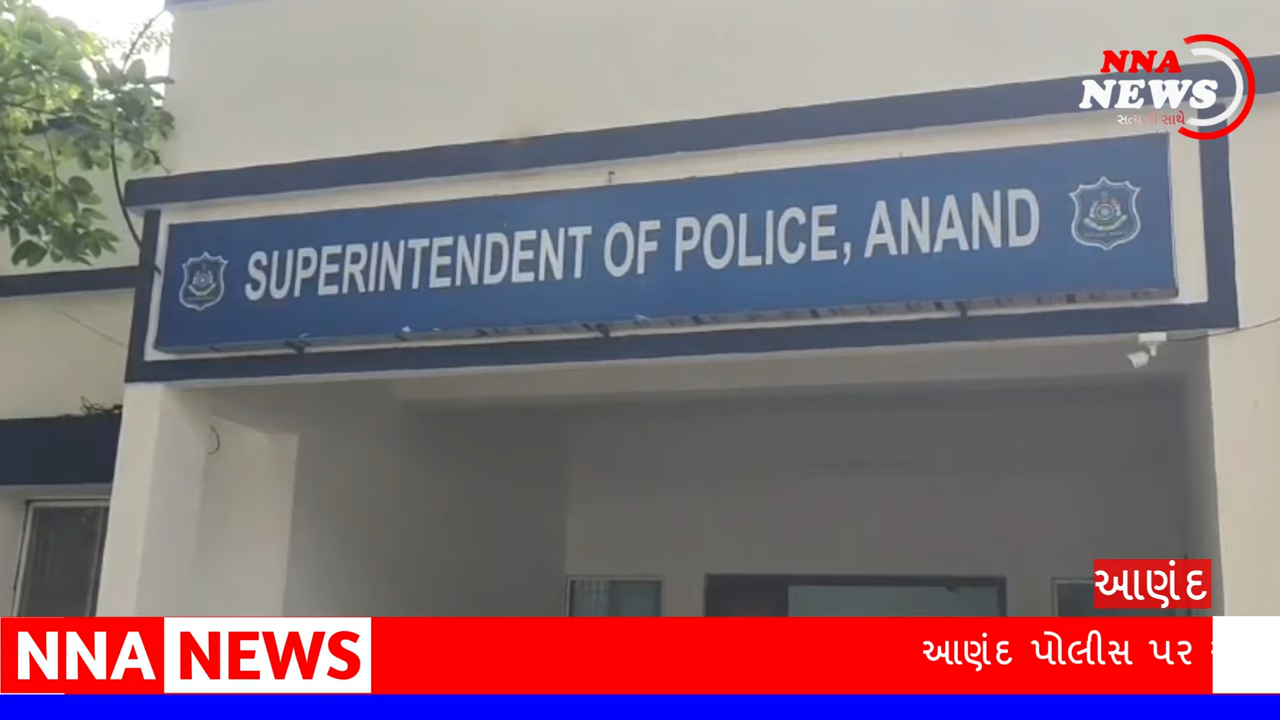 NNA
NEWS
સત્ય ની સાથે
SUPERINTENDENT OF POLICE, ANAND
આણંદ
NNA NEWS
આણંદ પોલીસ પર